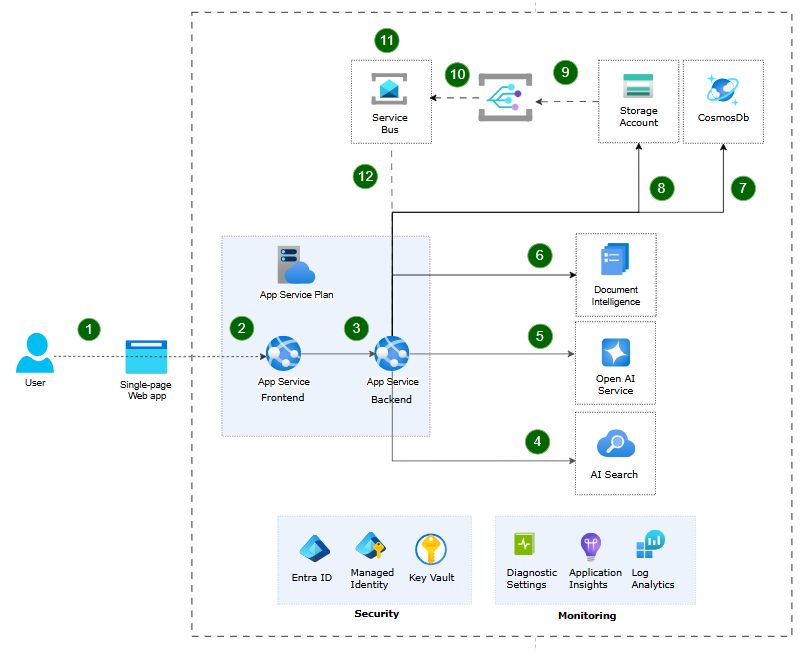 11
10
9
Service
Bus
Storage
Account
CosmosDb
12
8
7
6
App Service Plan
Document
Intelligence
1
2
3
5
User
Single-page
Web app
App Service
Frontend
App Service
Backend
Open AI
Service
4
AI Search
Entra ID
Managed
Identity
Key Vault
Diagnostic
Settings
Application
Insights
Log
Analytics
Security
Monitoring